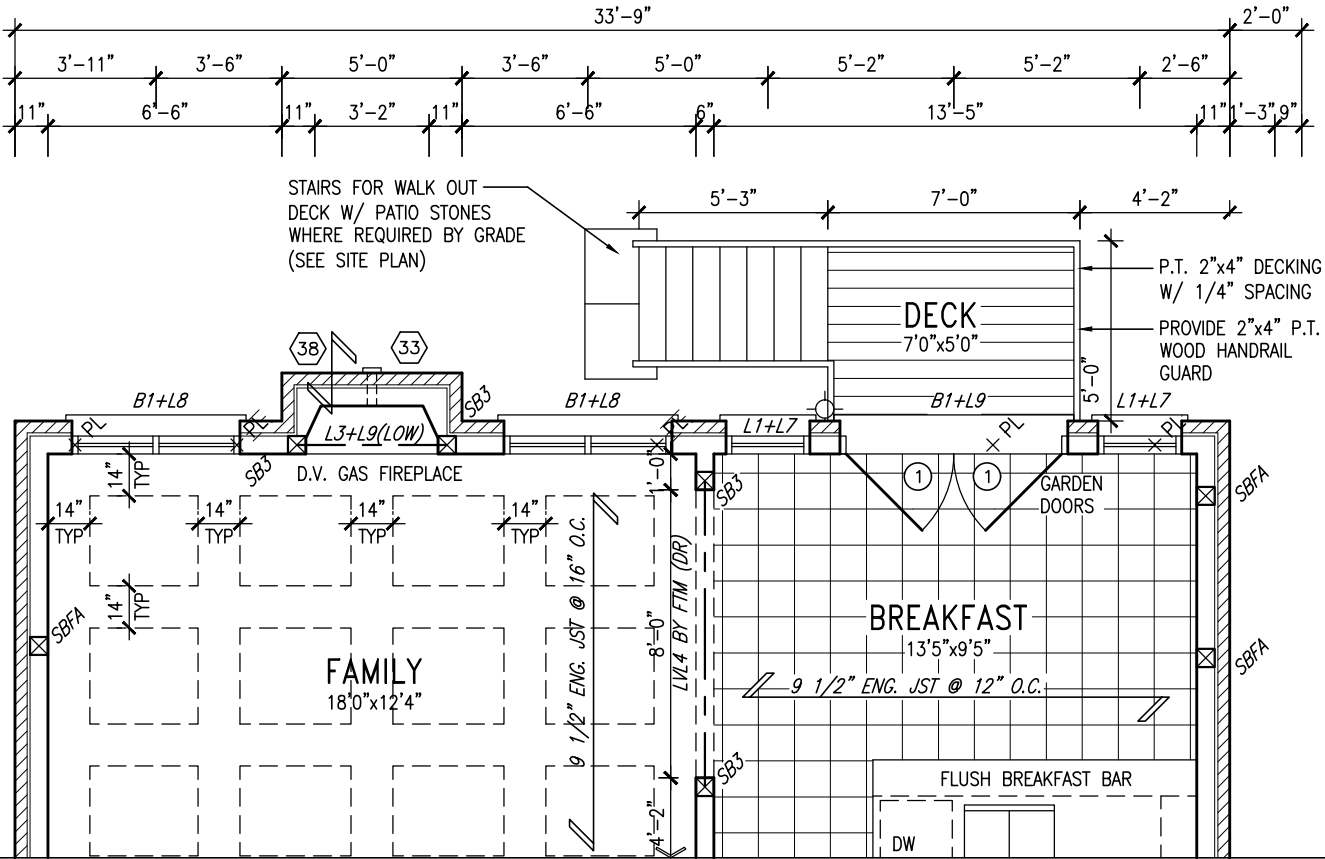 33'-9" 2'-0"
3'-11" 3'-6" 5'-0" 3'-6" 5'-0" 5'-2" 5'-2" 2'-6"
11" 6'-6" 11" 3'-2" 11" 6'-6" 6" 13'-5" 11" 1'-3" 9"
STAIRS FOR WALK OUT
DECK W/ PATIO STONES
WHERE REQUIRED BY GRADE
(SEE SITE PLAN)
5'-3" 7'-0" 4'-2"
P.T. 2"x4" DECKING
W/ 1/4" SPACING
PROVIDE 2"x4" P.T.
WOOD HANDRAIL
GUARD
DECK
7'0"x5'0"
5'-0"
38 33
B1+L8 SB3 B1+L8 B1+L9 L1+L7
PL PL L3+L9(LOW) PL L1+L7 PL PL
SB3 D.V. GAS FIREPLACE
14" TYP
1'-0"
SB3
1 1
GARDEN
DOORS
SBFA
14" 14" 14" 14"
TYP TYP TYP TYP
14" TYP
SBFA
9 1/2" ENG. JST @ 16" O.C.
8'-0"
LVL4 BY FTM (DR)
BREAKFAST
13'5"x9'5"
SBFA
FAMILY
18'0"x12'4"
9 1/2" ENG. JST @ 12" O.C.
SB3
FLUSH BREAKFAST BAR
4'-2"
DW